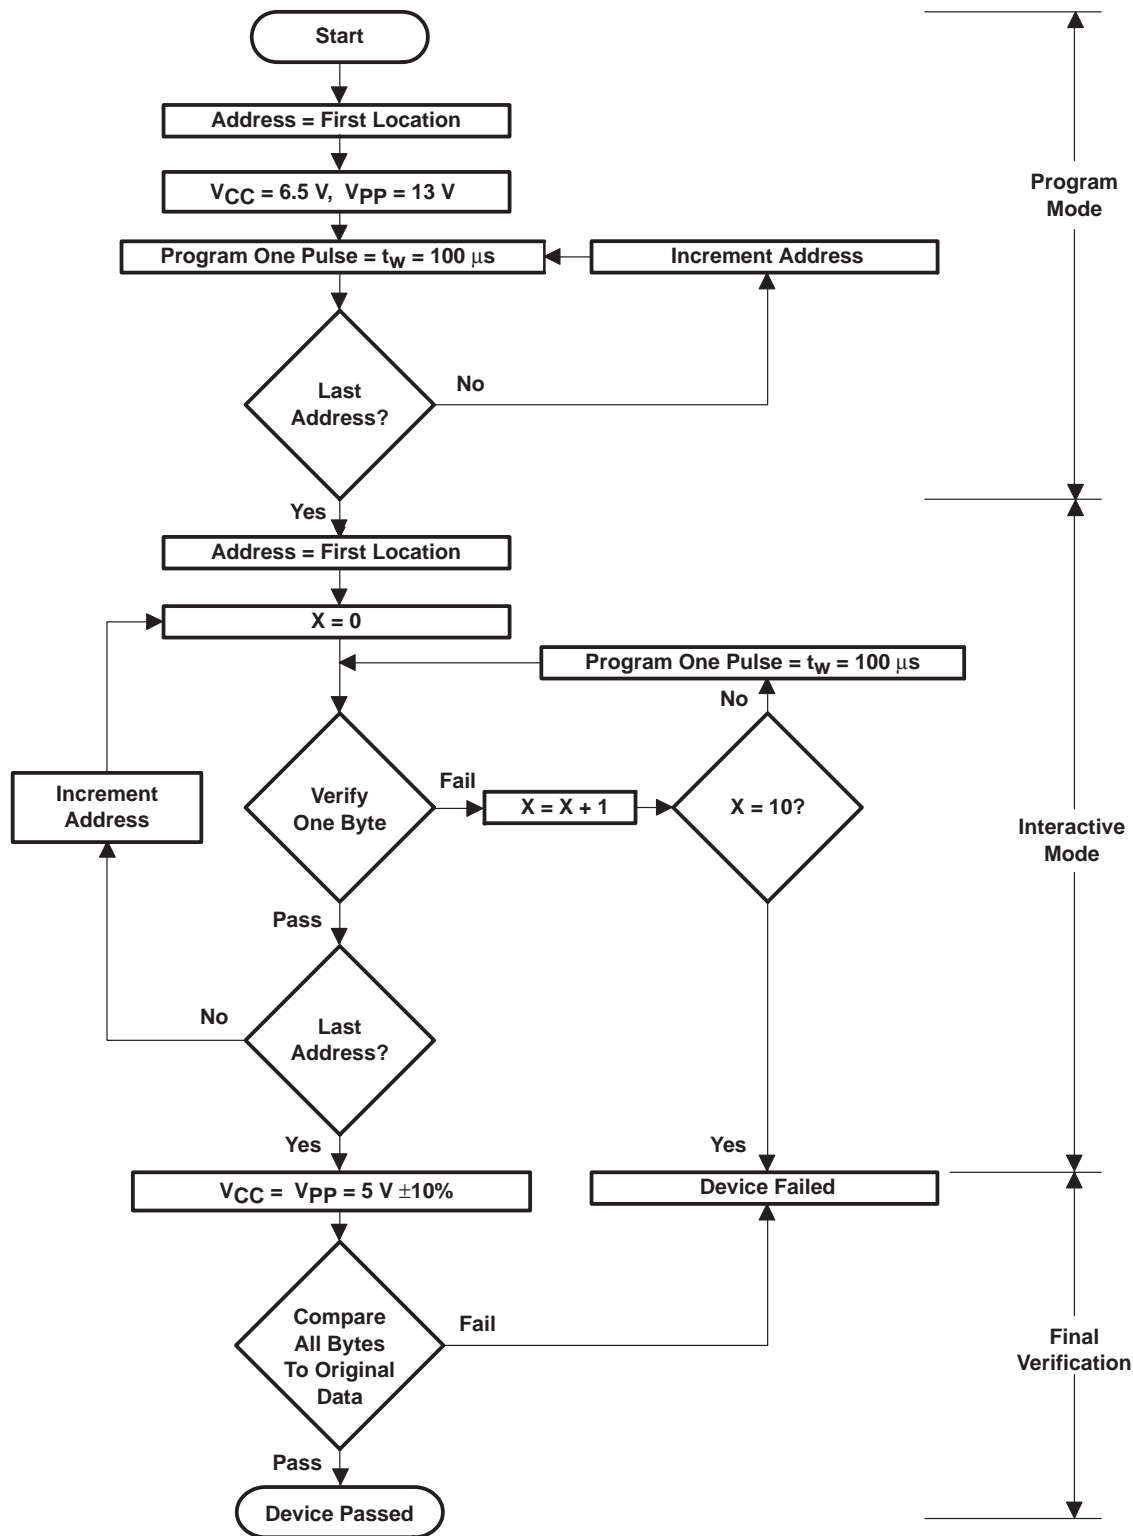 Start
Address = First Location
VCC = 6.5 V, VPP = 13 V
Program
Mode
Program One Pulse = tw = 100 μs
Increment Address
Last
Address?
No
Yes
Address = First Location
X = 0
Program One Pulse = tw = 100 μs
No
Increment
Address
Verify
One Byte
Fail
X = X + 1
X = 10?
Interactive
Mode
Pass
No
Last
Address?
Yes
Yes
VCC = VPP = 5 V ±10%
Device Failed
Compare
All Bytes
To Original
Data
Fail
Final
Verification
Pass
Device Passed